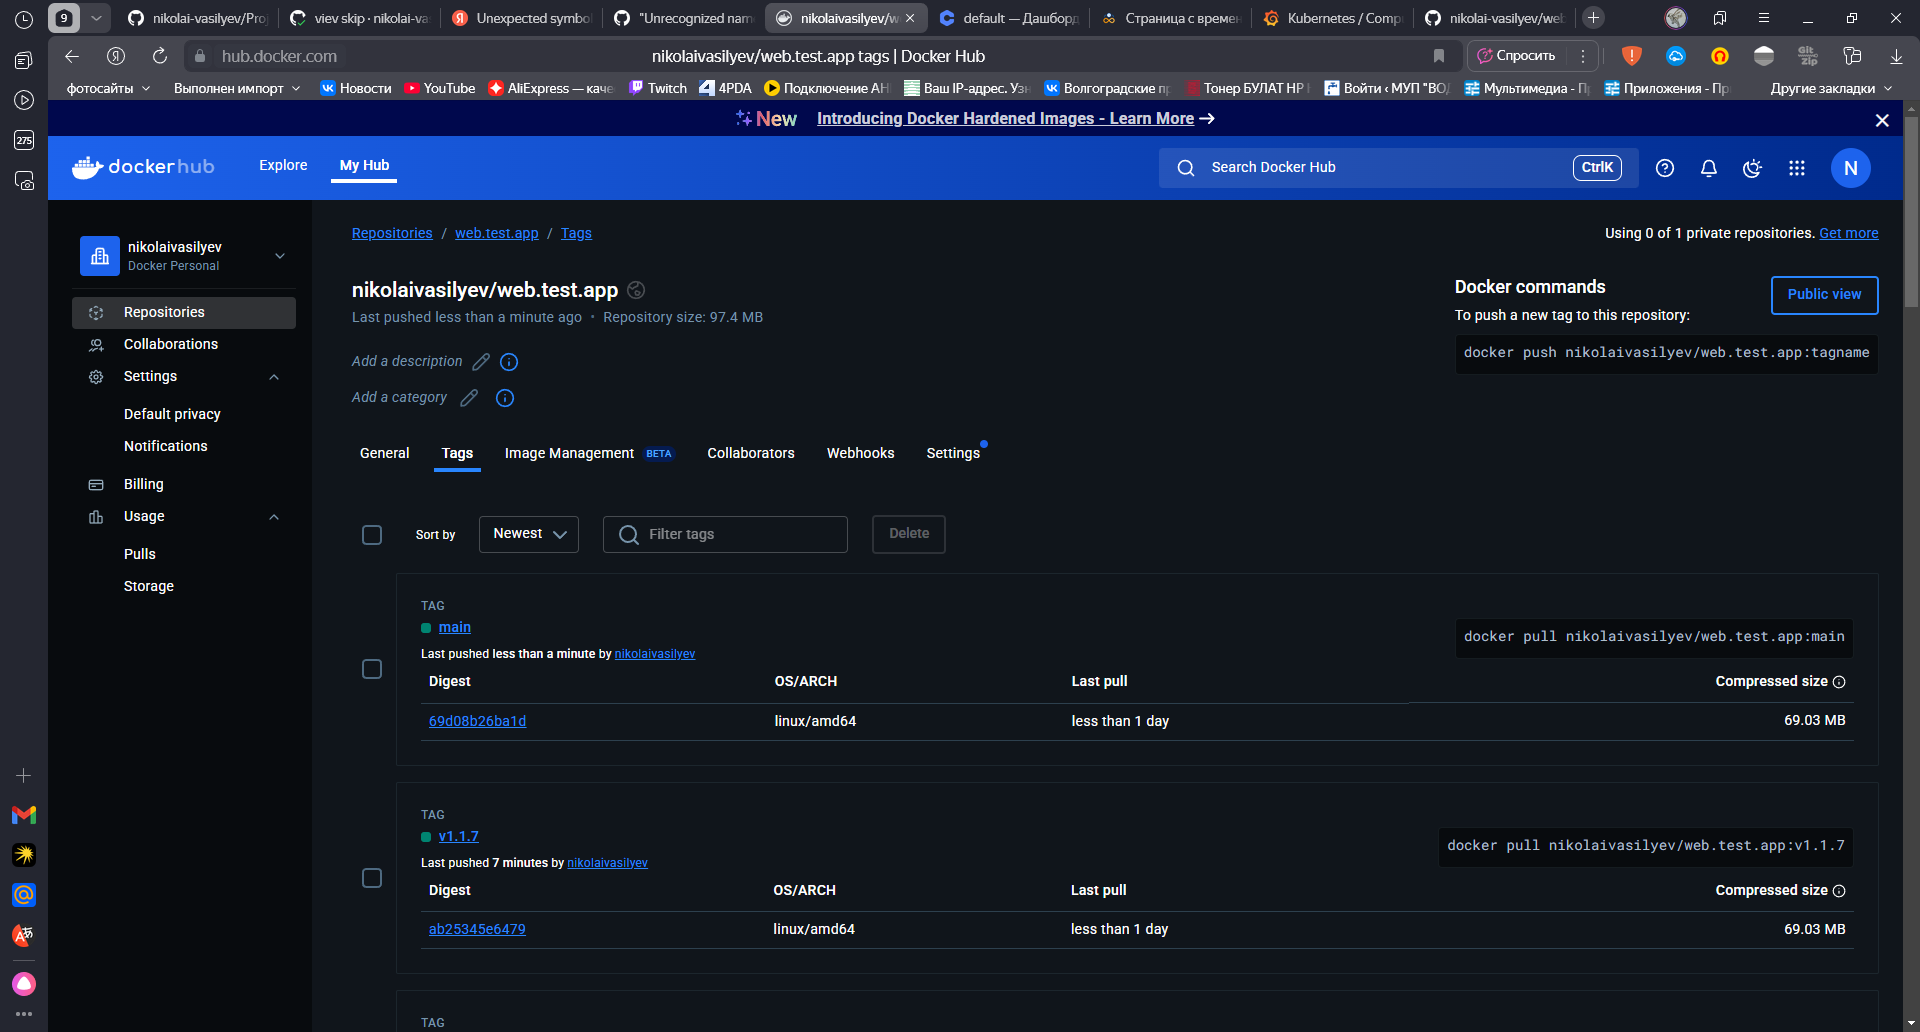 9
nikolai-vasilyev/Pro
viev skip · nikolai-va
Unexpected symbol
"Unrecognized nam
nikolaivasilyev/w
default — Дашборд
Страница с времен
Kubernetes / Comp
nikolai-vasilyev/web
hub.docker.com
nikolaivasilyev/web.test.app tags | Docker Hub
Спросить
Git Zip
фотосайты
Выполнен импорт
Новости
YouTube
AliExpress — каче
Twitch
4PDA
Подключение АН
Ваш IP-адрес. Узн
Волгоградские п
Тонер БУЛАТ HP
Войти ‹ МУП "ВО
Мультимедиа - П
Приложения - Пр
Другие закладки
275
New
Introducing Docker Hardened Images - Learn More →
dockerhub
Explore
My Hub
Search Docker Hub
CtrlK
N
nikolaivasilyev
Docker Personal
Repositories
Collaborations
Settings
Default privacy
Notifications
Billing
Usage
Pulls
Storage
Repositories / web.test.app / Tags
Using 0 of 1 private repositories. Get more
nikolaivasilyev/web.test.app
Last pushed less than a minute ago • Repository size: 97.4 MB
Add a description
Add a category
Docker commands
Public view
To push a new tag to this repository:
docker push nikolaivasilyev/web.test.app:tagname
General
Tags
Image Management BETA
Collaborators
Webhooks
Settings
Sort by
Newest
Filter tags
Delete
TAG
main
Last pushed less than a minute by nikolaivasilyev
docker pull nikolaivasilyev/web.test.app:main
Digest OS/ARCH Last pull Compressed size
69d08b26ba1d linux/amd64 less than 1 day 69.03 MB
TAG
v1.1.7
Last pushed 7 minutes by nikolaivasilyev
docker pull nikolaivasilyev/web.test.app:v1.1.7
Digest OS/ARCH Last pull Compressed size
ab25345e6479 linux/amd64 less than 1 day 69.03 MB
TAG